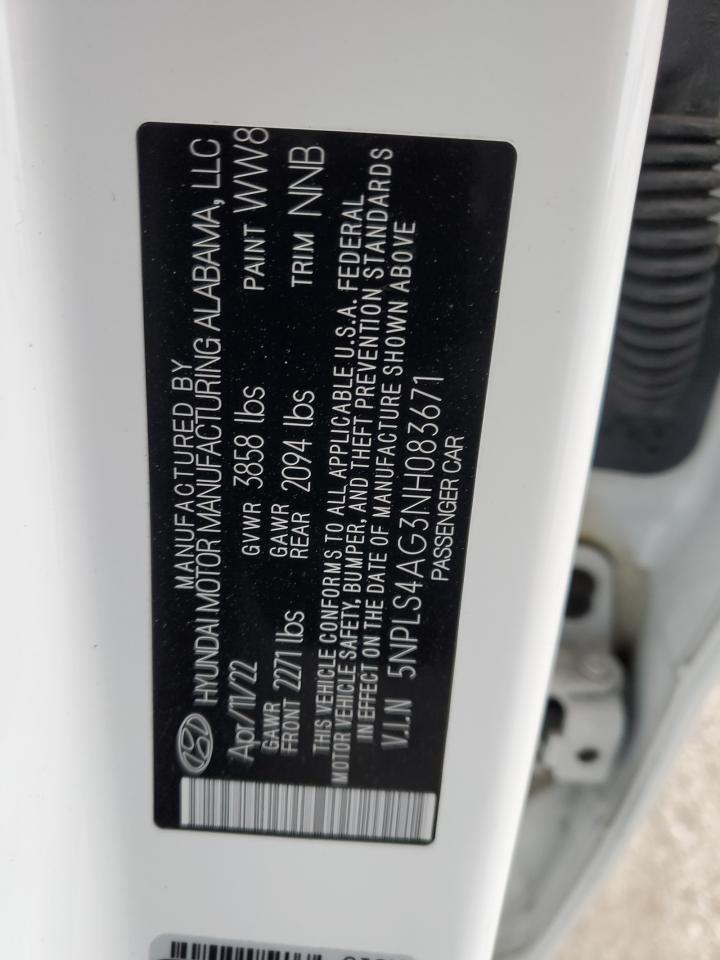 MANUFACTURED BY
HYUNDAI MOTOR MANUFACTURING ALABAMA, LLC
Apr/11/22 GVWR 3858 lbs PAINT WW8
GAWR FRONT 2271 lbs GAWR REAR 2094 lbs TRIM NNB
THIS VEHICLE CONFORMS TO ALL APPLICABLE U.S.A. FEDERAL
MOTOR VEHICLE SAFETY, BUMPER, AND THEFT PREVENTION STANDARDS
IN EFFECT ON THE DATE OF MANUFACTURE SHOWN ABOVE
V.I.N 5NPLS4AG3NH083671
PASSENGER CAR